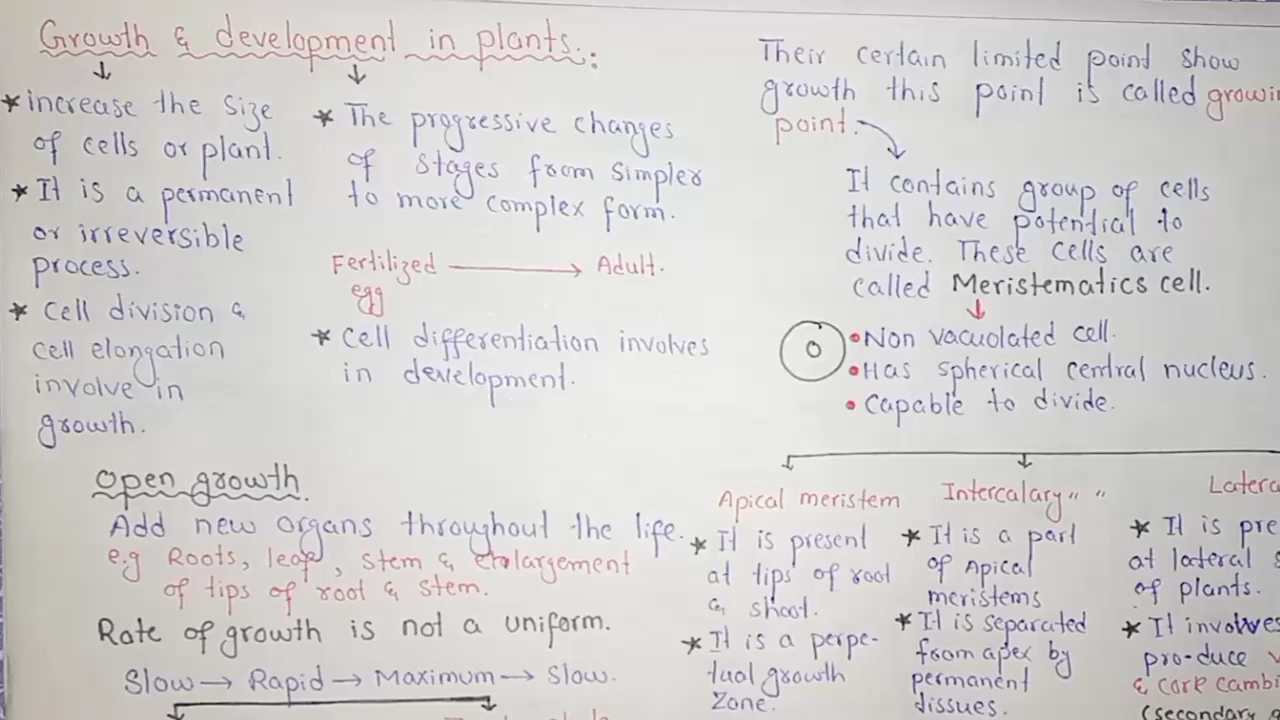 Growth & development in plants.:
* increase the size
of cells or plant.
* It is a permanent
or irreversible
process.
* Cell division &
cell elongation
involve in
growth.
* The progressive changes
of stages from simpler
to more complex form.
Fertilized → Adult.
egg
* Cell differentiation involves
in development.
Open growth.
Add new organs throughout the life.
e.g Roots, leaf, stem & enlargement
of tips of root & stem.
Rate of growth is not a uniform.
Slow → Rapid → Maximum → Slow.
Their certain limited point show
growth this point is called growi
point.
It contains group of cells
that have potential to
divide. These cells are
called Meristematics cell.
• Non vacuolated cell.
• Has spherical central nucleus.
• Capable to divide.
Apical meristem
* It is present
at tips of root
& shoot.
* It is a perpe-
tual growth
zone.
Intercalary " "
* It is a part
of Apical
meristems
* It is separated
from apex by
permanent
tissues.
Latera
* It is pre
at lateral s
of plants.
* It involves
pro-duce v
& cork cambi
(secondary g